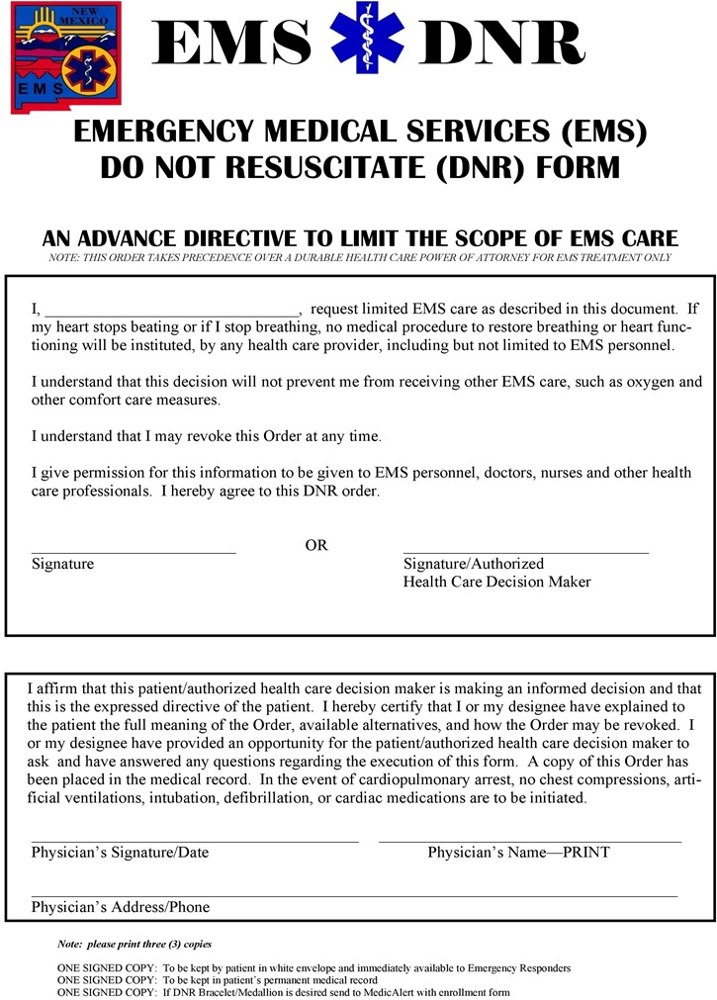 NEW MEXICO
EMS
EMS DNR
EMERGENCY MEDICAL SERVICES (EMS)
DO NOT RESUSCITATE (DNR) FORM
AN ADVANCE DIRECTIVE TO LIMIT THE SCOPE OF EMS CARE
NOTE: THIS ORDER TAKES PRECEDENCE OVER A DURABLE HEALTH CARE POWER OF ATTORNEY FOR EMS TREATMENT ONLY
I, ________________________________, request limited EMS care as described in this document. If
my heart stops beating or if I stop breathing, no medical procedure to restore breathing or heart func-
tioning will be instituted, by any health care provider, including but not limited to EMS personnel.
I understand that this decision will not prevent me from receiving other EMS care, such as oxygen and
other comfort care measures.
I understand that I may revoke this Order at any time.
I give permission for this information to be given to EMS personnel, doctors, nurses and other health
care professionals. I hereby agree to this DNR order.
__________________________ OR _______________________________
Signature Signature/Authorized
Health Care Decision Maker
I affirm that this patient/authorized health care decision maker is making an informed decision and that
this is the expressed directive of the patient. I hereby certify that I or my designee have explained to
the patient the full meaning of the Order, available alternatives, and how the Order may be revoked. I
or my designee have provided an opportunity for the patient/authorized health care decision maker to
ask and have answered any questions regarding the execution of this form. A copy of this Order has
been placed in the medical record. In the event of cardiopulmonary arrest, no chest compressions, arti-
ficial ventilations, intubation, defibrillation, or cardiac medications are to be initiated.
Physician's Signature/Date Physician's Name—PRINT
Physician's Address/Phone
Note: please print three (3) copies
ONE SIGNED COPY: To be kept by patient in white envelope and immediately available to Emergency Responders
ONE SIGNED COPY: To be kept in patient's permanent medical record
ONE SIGNED COPY: If DNR Bracelet/Medallion is desired send to MedicAlert with enrollment form